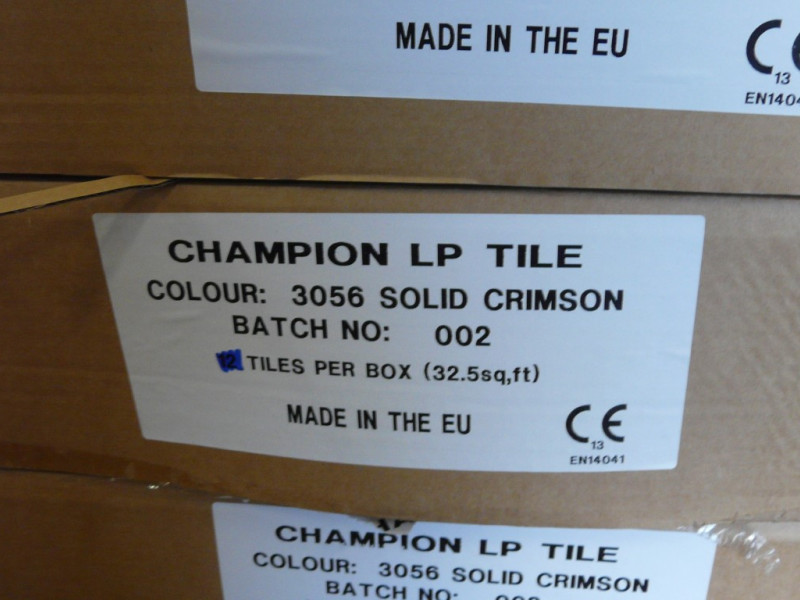 MADE IN THE EU
CE
13
EN1404
CHAMPION LP TILE
COLOUR: 3056 SOLID CRIMSON
BATCH NO: 002
12 TILES PER BOX (32.5sq,ft)
MADE IN THE EU
CE
13
EN14041
CHAMPION LP TILE
COLOUR: 3056 SOLID CRIMSON
BATCH NO: